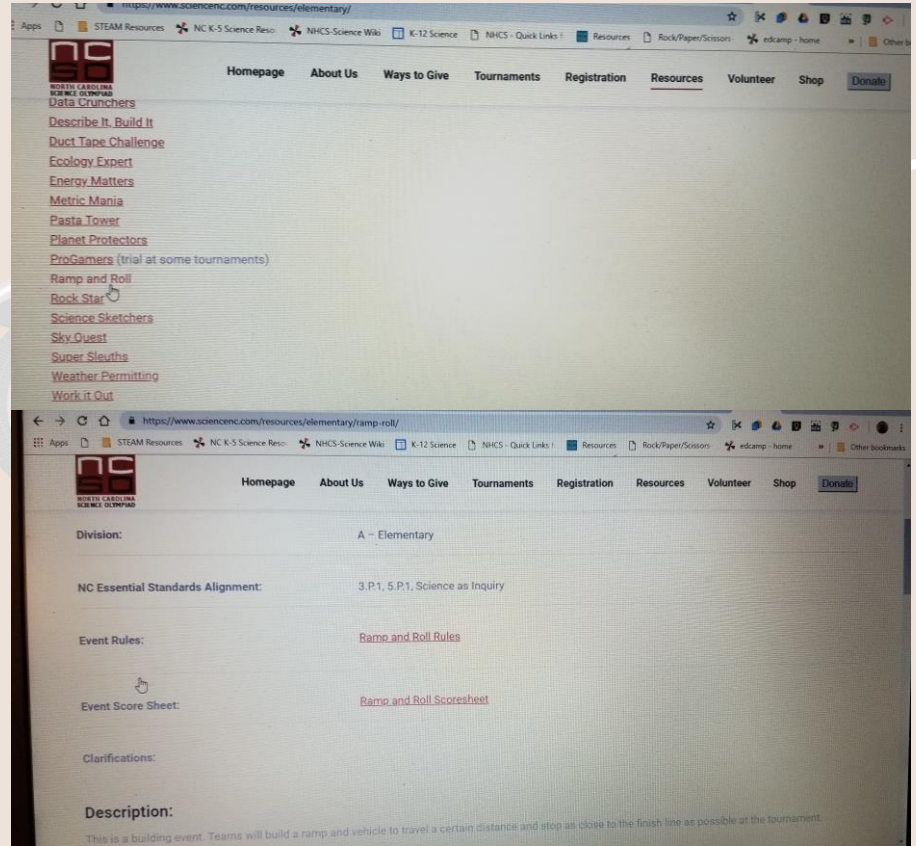 https://www.sciencenc.com/resources/elementary/
Apps STEAM Resources NC K-5 Science Reso NHCS-Science Wiki K-12 Science NHCS - Quick Links Resources Rock/Paper/Scissors edcamp - home » Other b
nc
so
NORTH CAROLINA
SCIENCE OLYMPIAD
Homepage About Us Ways to Give Tournaments Registration Resources Volunteer Shop Donate
Data Crunchers
Describe It, Build It
Duct Tape Challenge
Ecology Expert
Energy Matters
Metric Mania
Pasta Tower
Planet Protectors
ProGamers (trial at some tournaments)
Ramp and Roll
Rock Star
Science Sketchers
Sky Quest
Super Sleuths
Weather Permitting
Work it Out
https://www.sciencenc.com/resources/elementary/ramp-roll/
Apps STEAM Resources NC K-5 Science Reso NHCS-Science Wiki K-12 Science NHCS - Quick Links f Resources Rock/Paper/Scissors edcamp - home » Other bookmarks
nc
so
NORTH CAROLINA
SCIENCE OLYMPIAD
Homepage About Us Ways to Give Tournaments Registration Resources Volunteer Shop Donate
Division: A – Elementary
NC Essential Standards Alignment: 3.P.1, 5.P.1, Science as Inquiry
Event Rules: Ramp and Roll Rules
Event Score Sheet: Ramp and Roll Scoresheet
Clarifications:
Description:
This is a building event. Teams will build a ramp and vehicle to travel a certain distance and stop as close to the finish line as possible at the tournament.